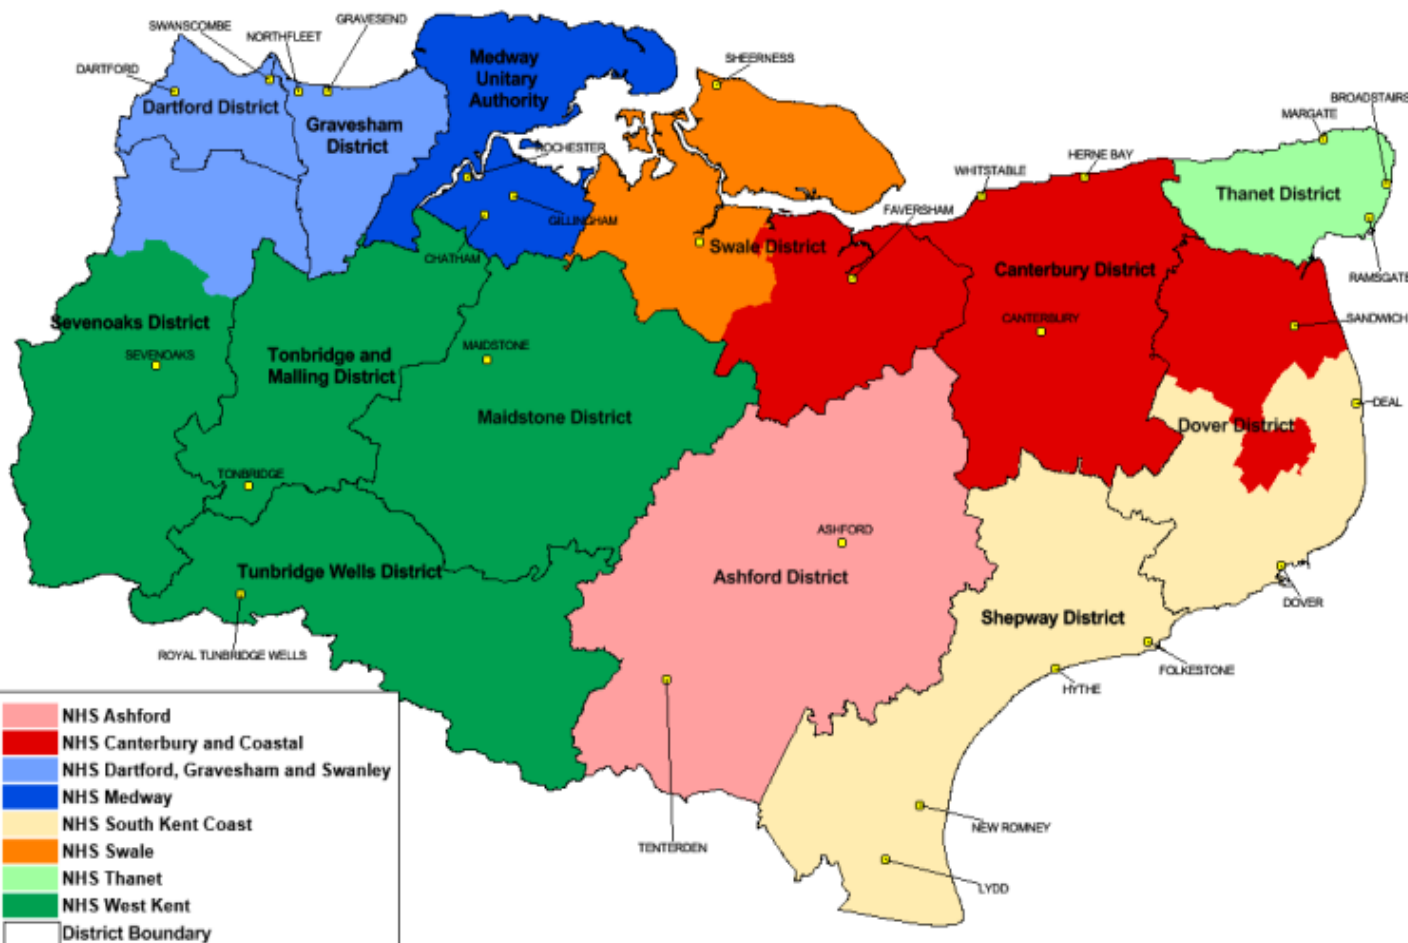 GRAVESEND
SWANSCOMBE
NORTHFLEET
DARTFORD
Medway
Unitary
Authority
SHEERNESS
BROADSTAIRS
MARGATE
Dartford District
Gravesham
District
ROCHESTER
HERNE BAY
WHITSTABLE
Thanet District
FAVERSHAM
GILLINGHAM
Swale District
CHATHAM
Canterbury District
RAMSGATE
Sevenoaks District
CANTERBURY
SANDWICH
MAIDSTONE
SEVENOAKS
Tonbridge and
Malling District
DEAL
Maidstone District
Dover District
TONBRIDGE
ASHFORD
Tunbridge Wells District
Ashford District
DOVER
Shepway District
ROYAL TUNBRIDGE WELLS
FOLKESTONE
HYTHE
NHS Ashford
NHS Canterbury and Coastal
NHS Dartford, Gravesham and Swanley
NHS Medway
NHS South Kent Coast
NHS Swale
NHS Thanet
NHS West Kent
District Boundary
NEW ROMNEY
TENTERDEN
LYDD